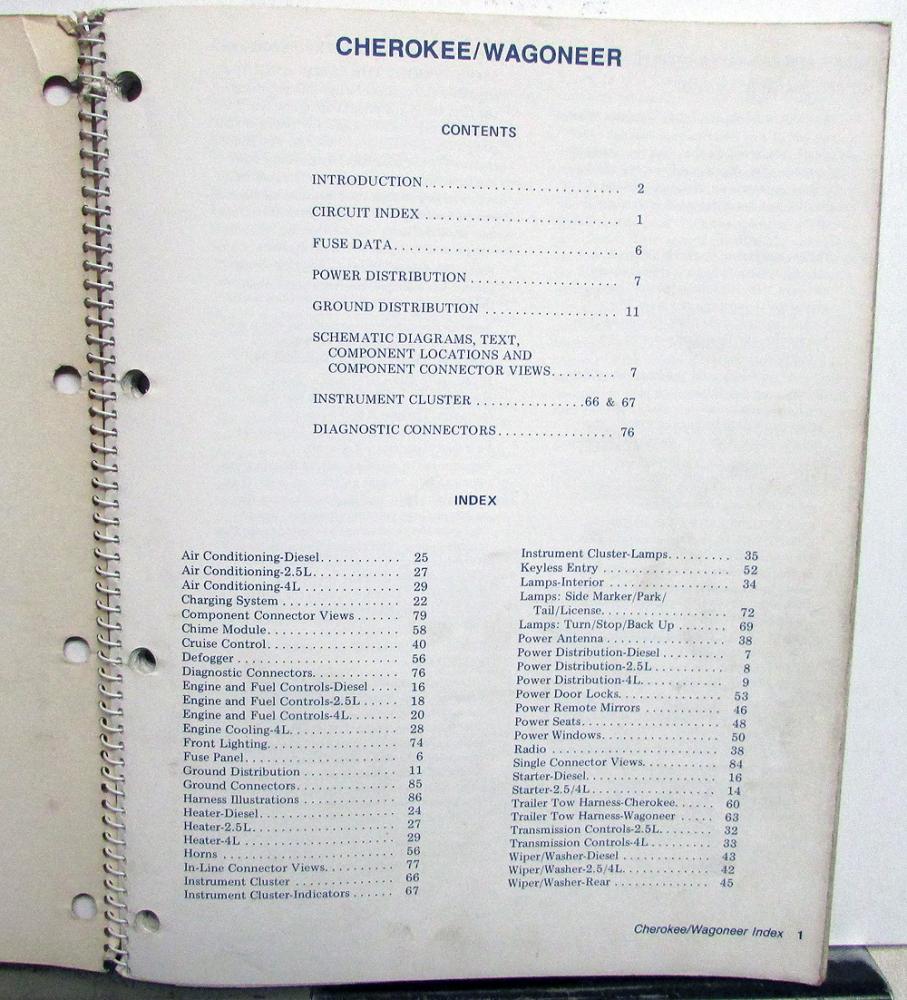 CHEROKEE/WAGONEER
CONTENTS
INTRODUCTION......................... 2
CIRCUIT INDEX ......................... 1
FUSE DATA............................. 6
POWER DISTRIBUTION .................... 7
GROUND DISTRIBUTION ................. 11
SCHEMATIC DIAGRAMS, TEXT,
COMPONENT LOCATIONS AND
COMPONENT CONNECTOR VIEWS......... 7
INSTRUMENT CLUSTER ..............66 & 67
DIAGNOSTIC CONNECTORS............... 76
INDEX
Air Conditioning-Diesel........... 25
Air Conditioning-2.5L............ 27
Air Conditioning-4L ............. 29
Charging System ................ 22
Component Connector Views ...... 79
Chime Module................. 58
Cruise Control................. 40
Defogger ..................... 56
Diagnostic Connectors........... 76
Engine and Fuel Controls-Diesel .... 16
Engine and Fuel Controls-2.5L ..... 18
Engine and Fuel Controls-4L...... 20
Engine Cooling-4L.............. 28
Front Lighting................. 74
Fuse Panel.................... 6
Ground Distribution ............ 11
Ground Connectors............. 85
Harness Illustrations ............ 86
Heater-Diesel.................. 24
Heater-2.5L................... 27
Heater-4L .................... 29
Horns ....................... 56
In-Line Connector Views......... 77
Instrument Cluster ............. 66
Instrument Cluster-Indicators ...... 67
Instrument Cluster-Lamps......... 35
Keyless Entry ................. 52
Lamps-Interior ................ 34
Lamps: Side Marker/Park/
Tail/License................. 72
Lamps: Turn/Stop/Back Up ....... 69
Power Antenna ................ 38
Power Distribution-Diesel ......... 7
Power Distribution-2.5L .......... 8
Power Distribution-4L........... 9
Power Door Locks.............. 53
Power Remote Mirrors ........... 46
Power Seats................... 48
Power Windows................ 50
Radio ....................... 38
Single Connector Views.......... 84
Starter-Diesel.................. 16
Starter-2.5/4L ................. 14
Trailer Tow Harness-Cherokee...... 60
Trailer Tow Harness-Wagoneer ..... 63
Transmission Controls-2.5L........ 32
Transmission Controls-4L......... 33
Wiper/Washer-Diesel ............ 43
Wiper/Washer-2.5/4L............ 42
Wiper/Washer-Rear ............. 45
Cherokee/Wagoneer Index 1